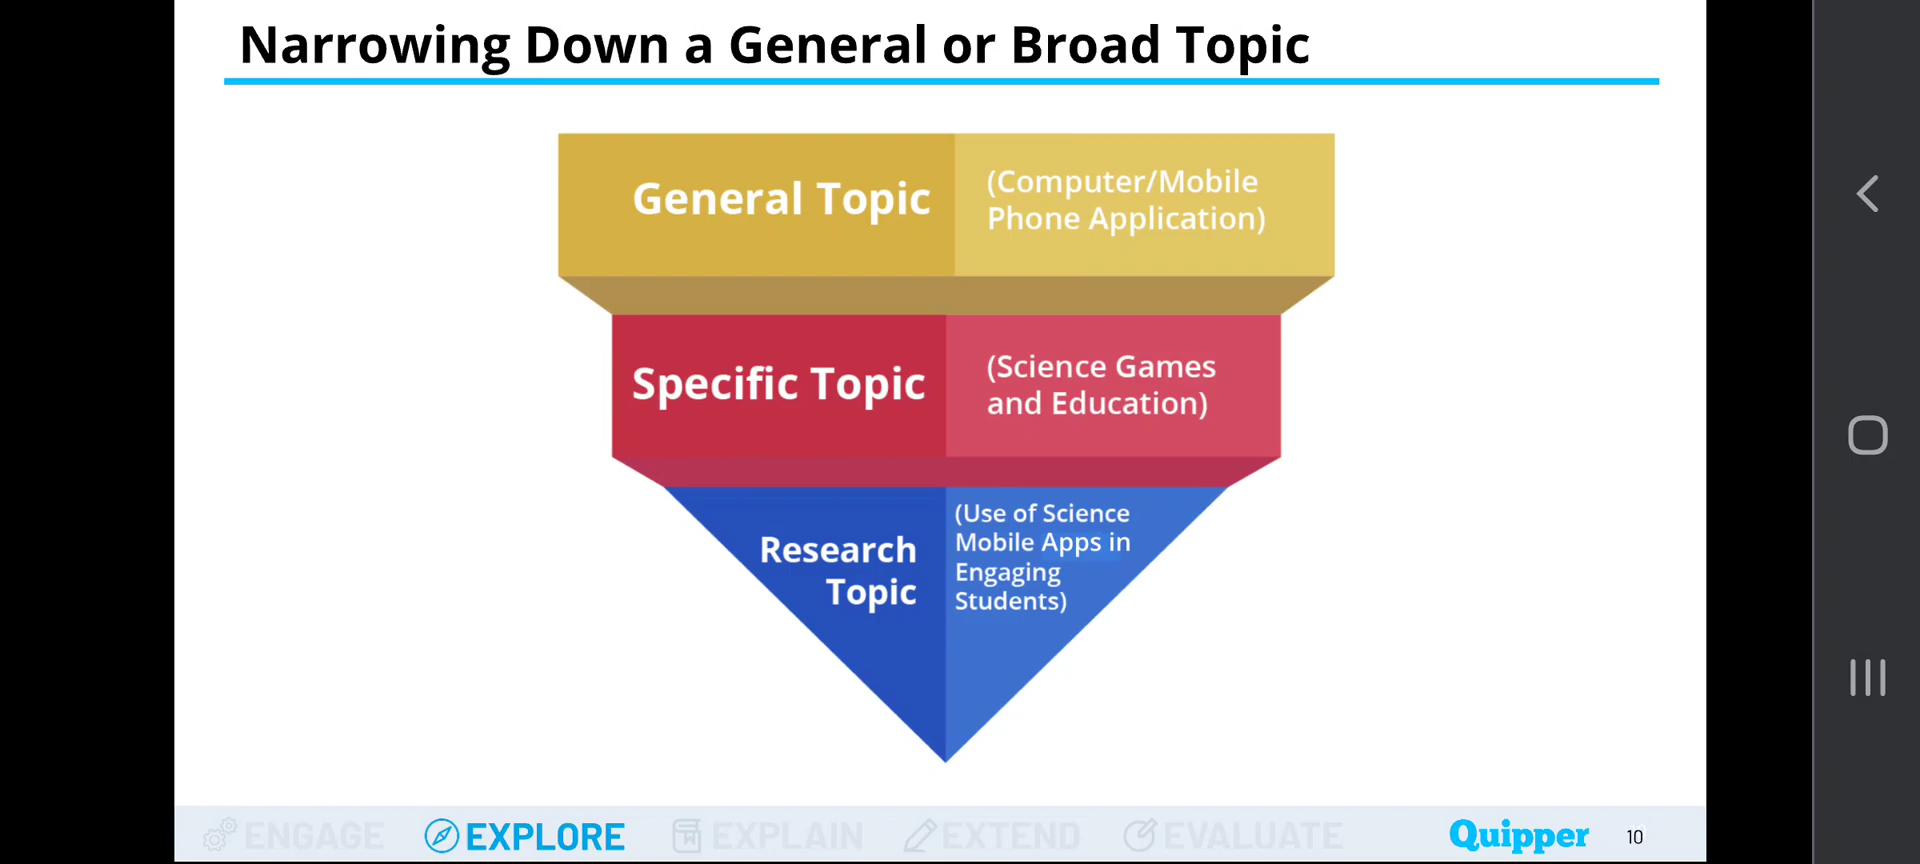 Narrowing Down a General or Broad Topic
General Topic
(Computer/Mobile
Phone Application)
Specific Topic
(Science Games
and Education)
Research
Topic
(Use of Science
Mobile Apps in
Engaging
Students)
ENGAGE
EXPLORE
EXPLAIN
EXTEND
EVALUATE
Quipper
10